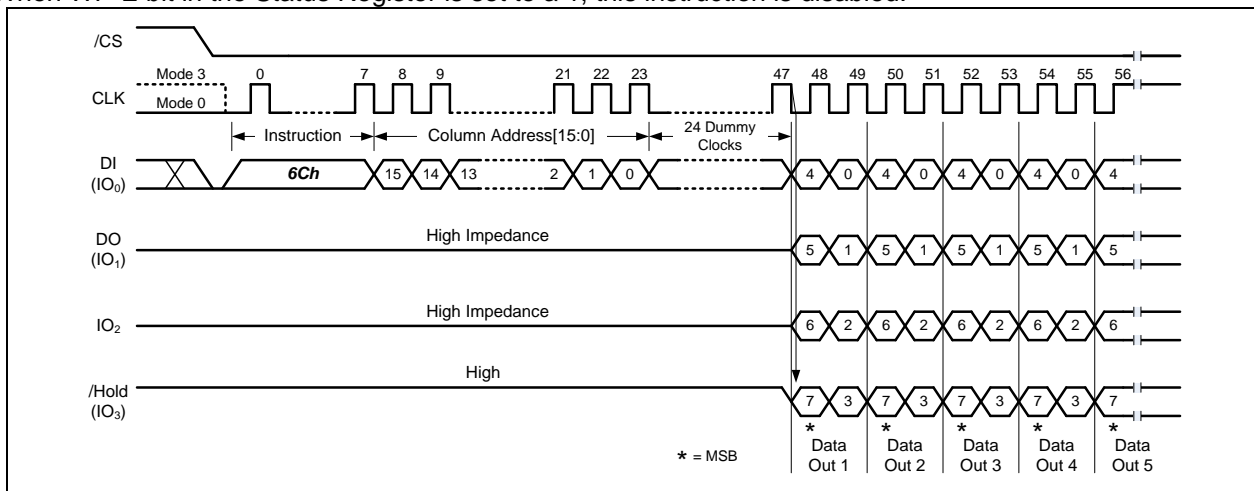 when WP-E bit in the Status Register is set to a 1, this instruction is disabled.
/CS
Mode 3 0 7 8 9 21 22 23 47 48 49 50 51 52 53 54 55 56
CLK
Mode 0
Instruction Column Address[15:0] 24 Dummy
Clocks
DI
(IO0)
6Ch 15 14 13 2 1 0 4 0 4 0 4 0 4 0 4
High Impedance
DO
(IO1)
5 1 5 1 5 1 5 1 5
High Impedance
IO2 6 2 6 2 6 2 6 2 6
High
/Hold
(IO3)
7 3 7 3 7 3 7 3 7
* * * * *
* = MSB
Data Out 1
Data Out 2
Data Out 3
Data Out 4
Data Out 5